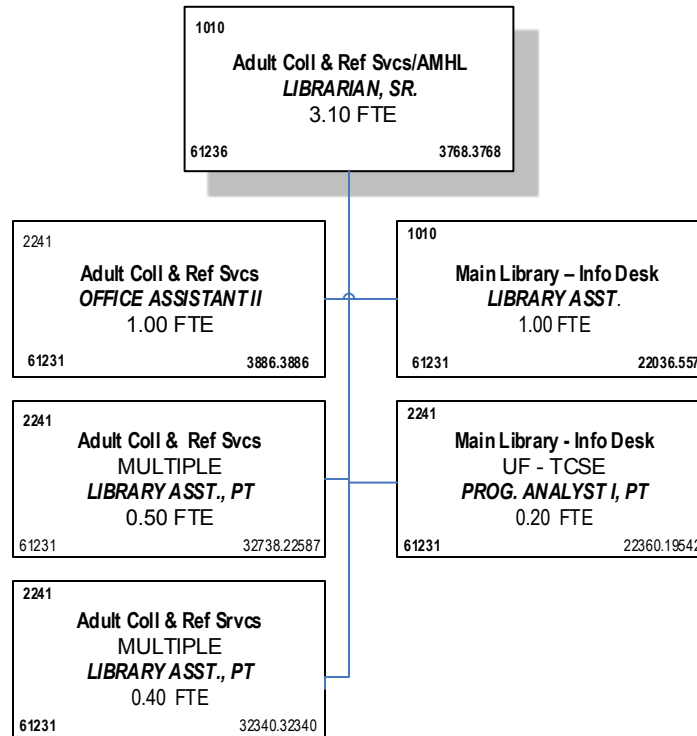 1010
Adult Coll & Ref Svcs/AMHL
LIBRARIAN, SR.
3.10 FTE
61236 3768.3768
2241
Adult Coll & Ref Svcs
OFFICE ASSISTANT II
1.00 FTE
61231 3886.3886
1010
Main Library – Info Desk
LIBRARY ASST.
1.00 FTE
61231 22036.557
2241
Adult Coll & Ref Svcs
MULTIPLE
LIBRARY ASST., PT
0.50 FTE
61231 32738.22587
2241
Main Library - Info Desk
UF - TCSE
PROG. ANALYST I, PT
0.20 FTE
61231 22360.19542
2241
Adult Coll & Ref Srvcs
MULTIPLE
LIBRARY ASST., PT
0.40 FTE
61231 32340.32340